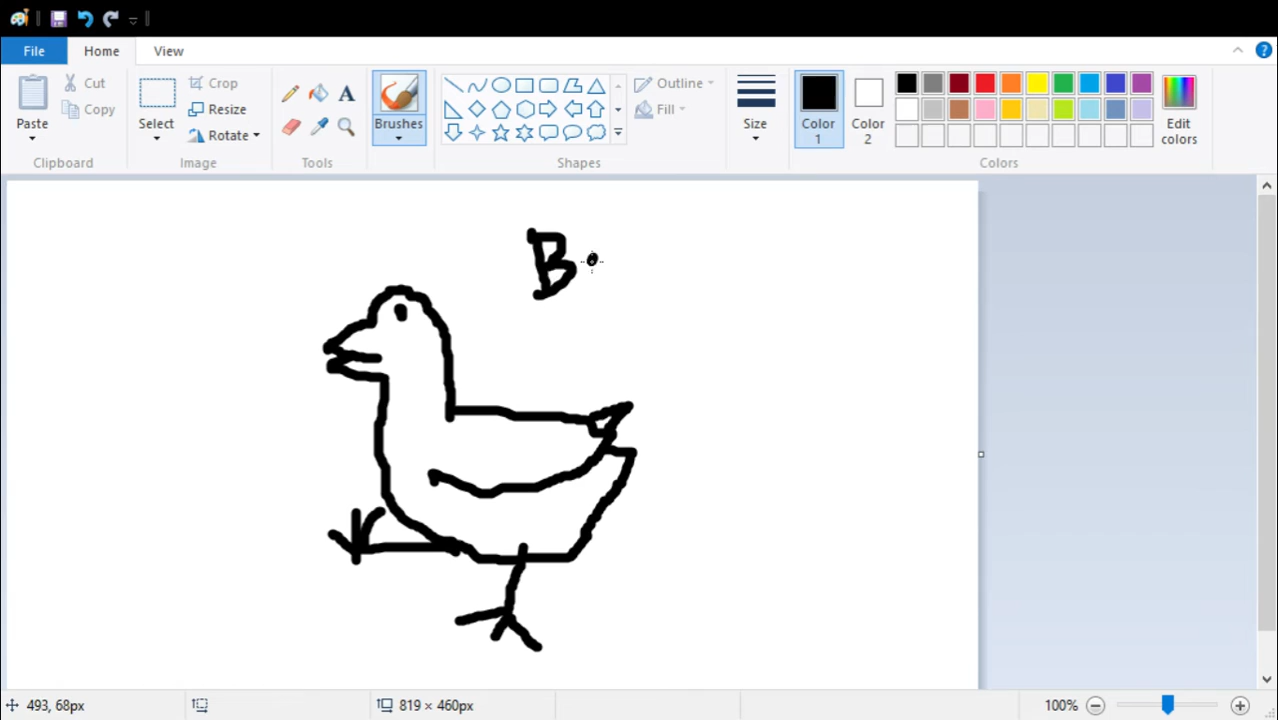 File Home View
Paste Cut Copy Select Crop Resize Rotate A Brushes Outline Fill Size Color 1 Color 2 Edit colors
Clipboard Image Tools Shapes Colors
B
493, 68px 819 × 460px 100%